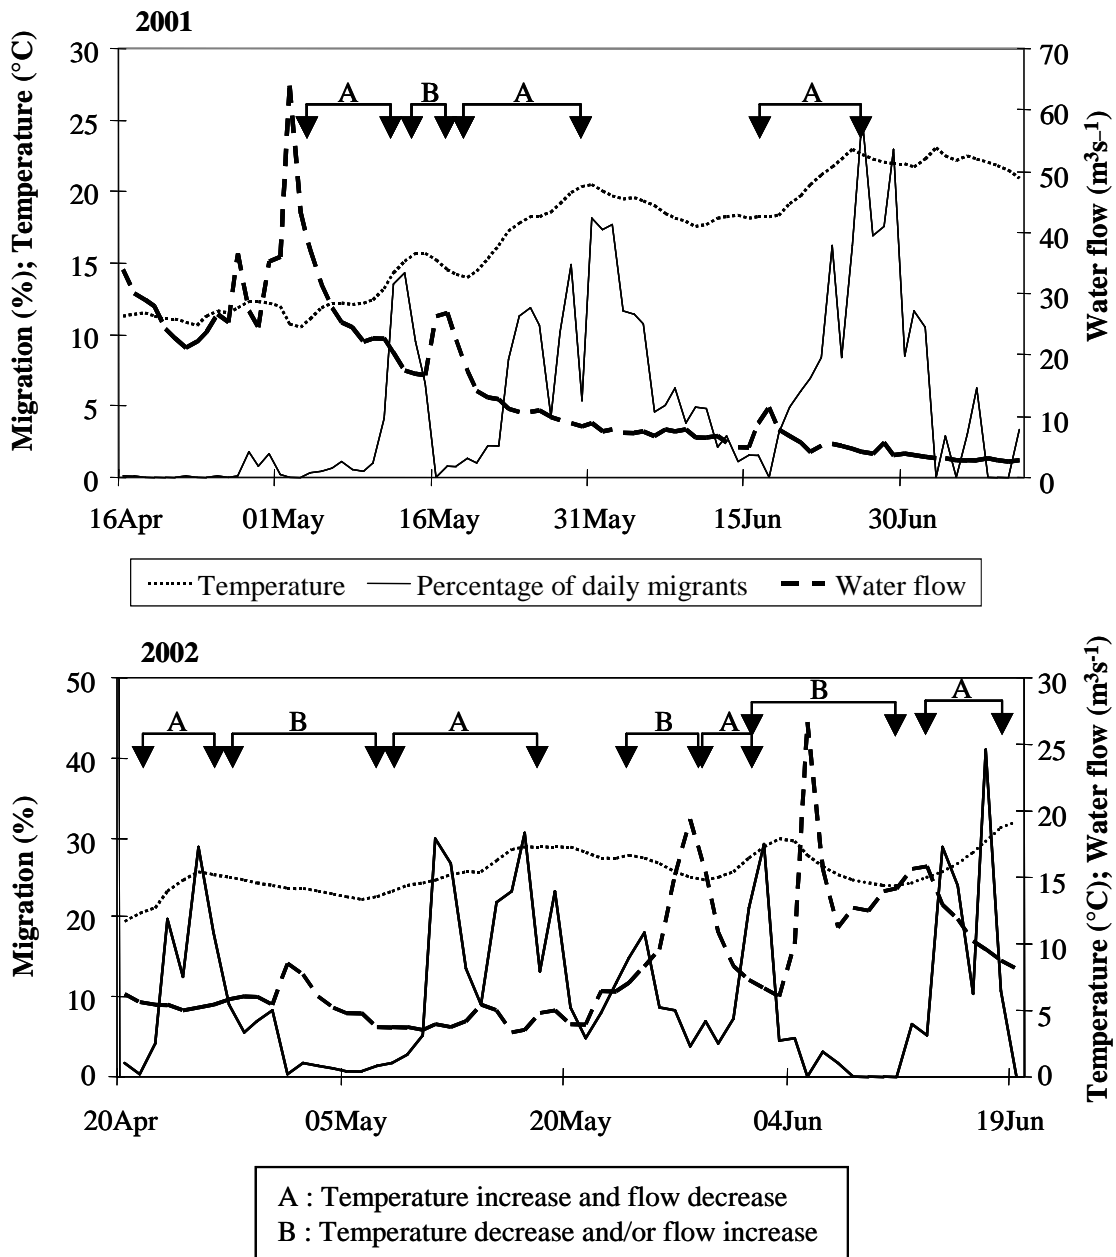 2001
Migration (%); Temperature (°C)
30
25
20
15
10
5
0
A
B
A
A
70
60
50
40
30
20
10
0
Water flow (m³s⁻¹)
16Apr 01May 16May 31May 15Jun 30Jun
Temperature Percentage of daily migrants Water flow
2002
Migration (%)
50
40
30
20
10
0
A
B
A
B
A
B
A
30
25
20
15
10
5
0
Temperature (°C); Water flow (m³s⁻¹)
20Apr 05May 20May 04Jun 19Jun
A : Temperature increase and flow decrease
B : Temperature decrease and/or flow increase